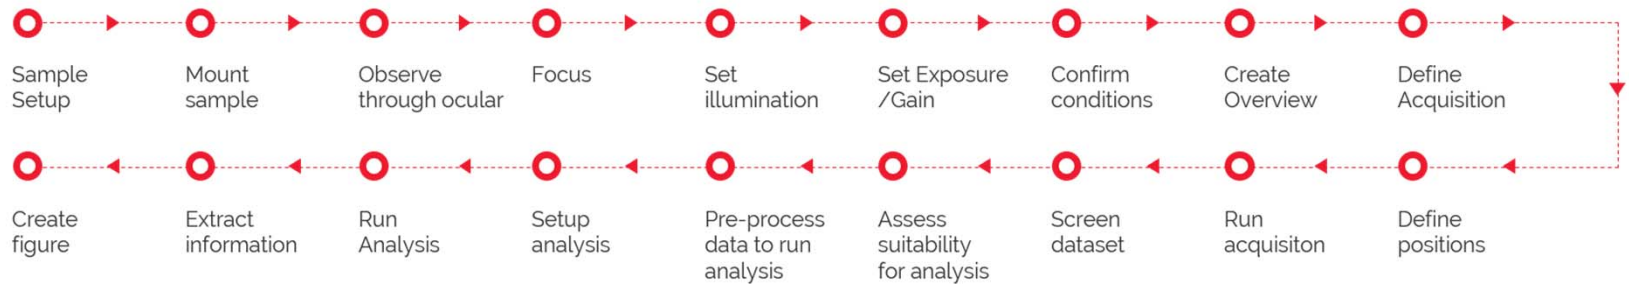 Sample
Setup
Mount
sample
Observe
through ocular
Focus
Set
illumination
Set Exposure
/Gain
Confirm
conditions
Create
Overview
Define
Acquisition
Create
figure
Extract
information
Run
Analysis
Setup
analysis
Pre-process
data to run
analysis
Assess
suitability
for analysis
Screen
dataset
Run
acquisiton
Define
positions